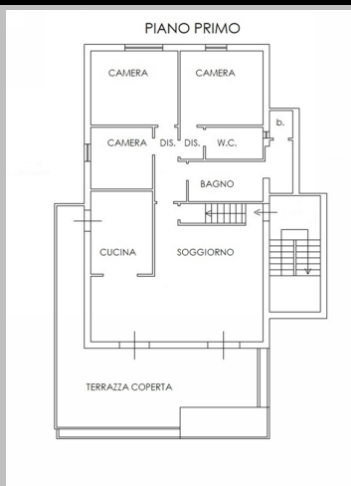 PIANO PRIMO
CAMERA CAMERA
b.
CAMERA DIS. DIS. W.C.
BAGNO
CUCINA SOGGIORNO
TERRAZZA COPERTA